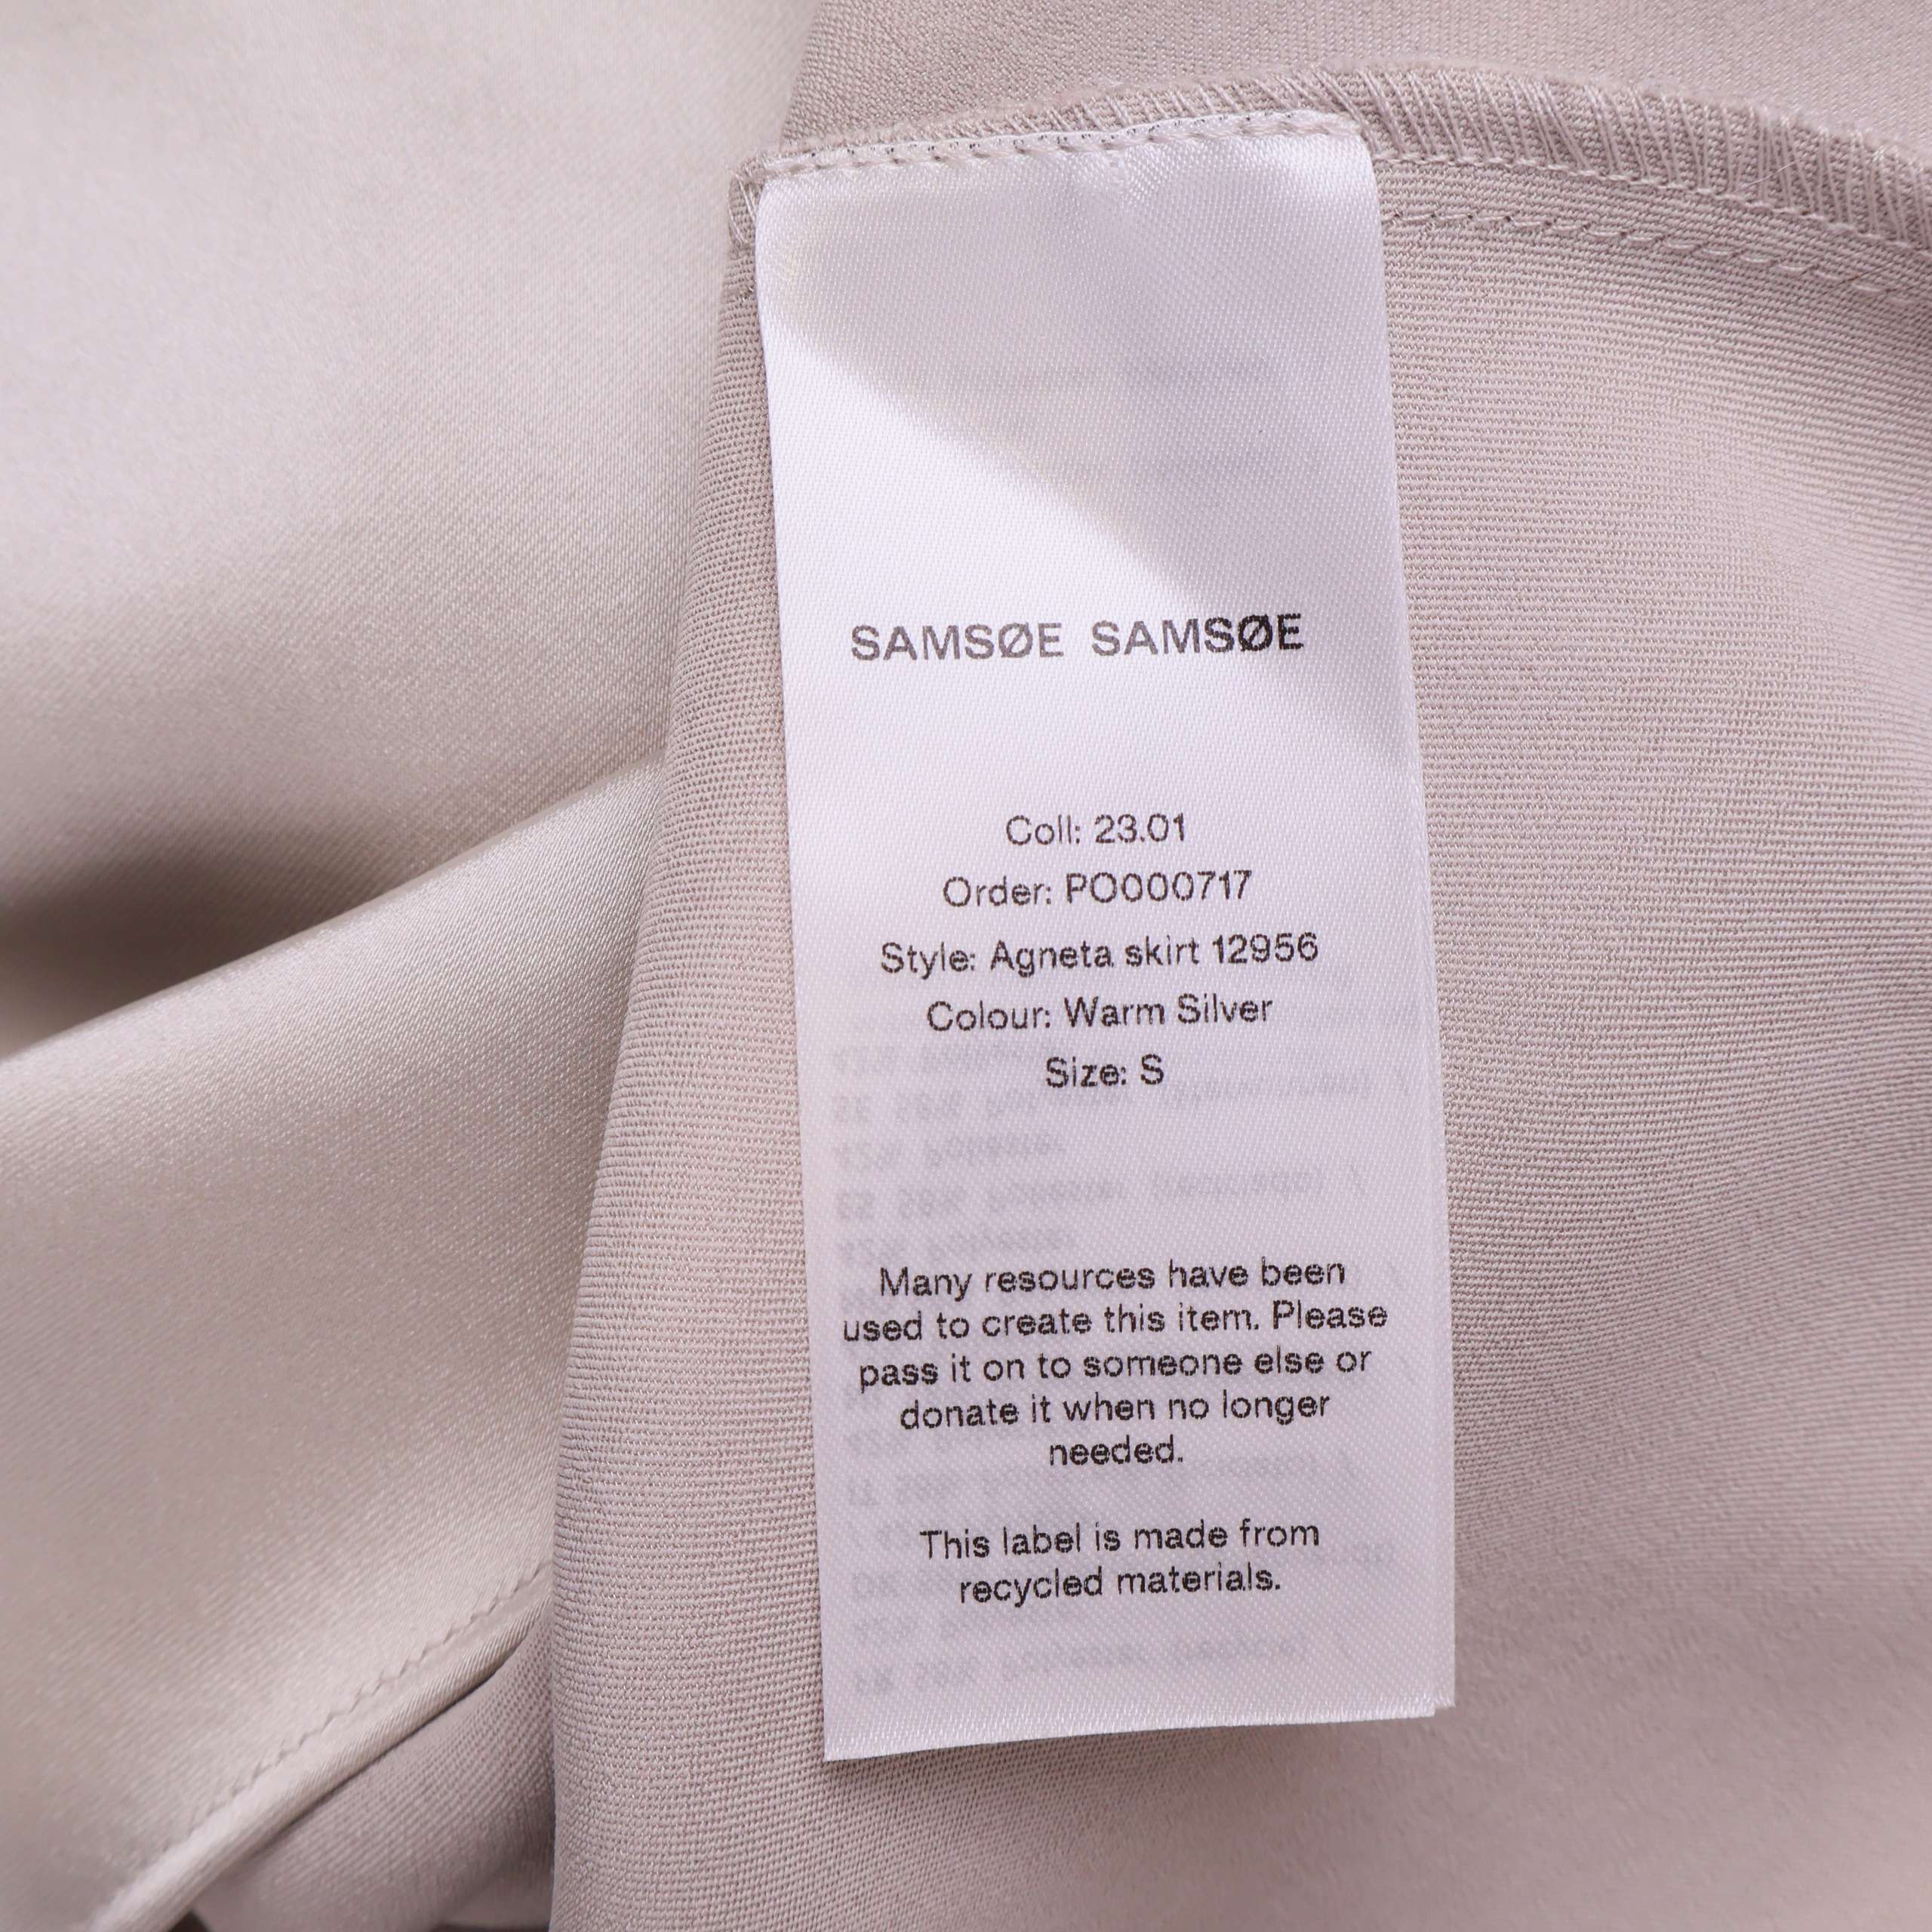 SAMSØE SAMSØE
Coll: 23.01
Order: PO000717
Style: Agneta skirt 12956
Colour: Warm Silver
Size: S
Many resources have been
used to create this item. Please
pass it on to someone else or
donate it when no longer
needed.
This label is made from
recycled materials.